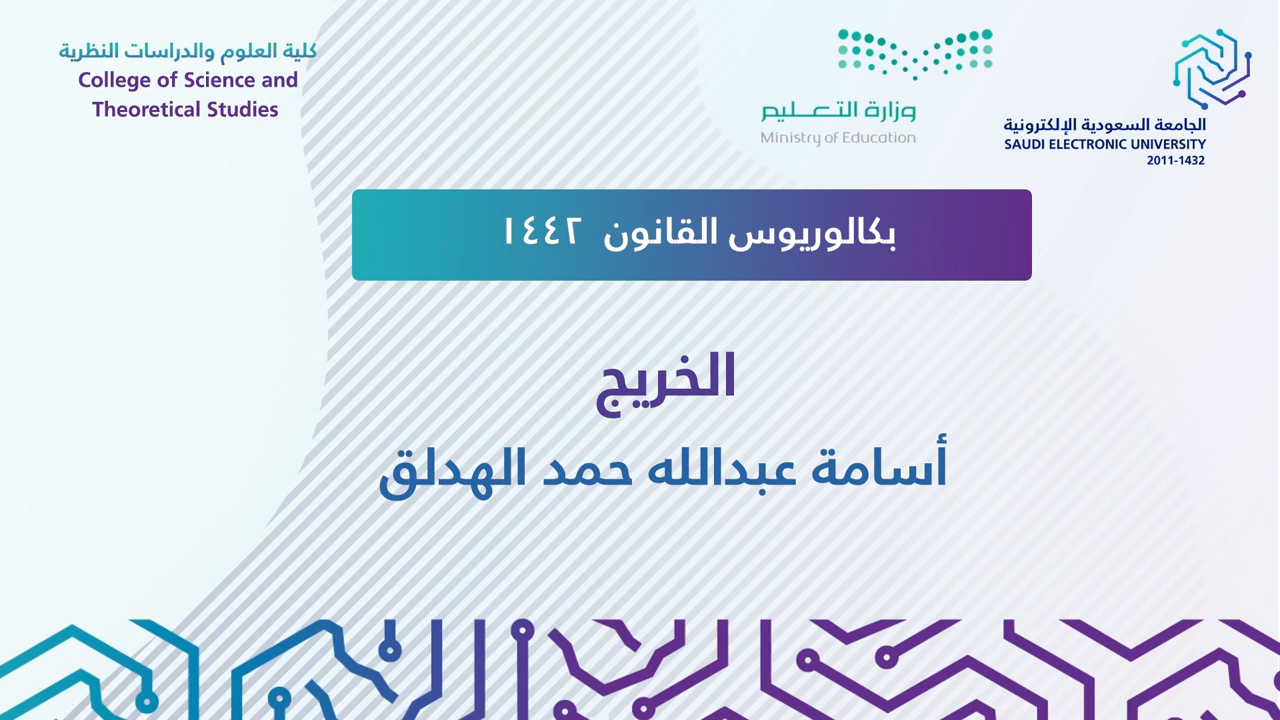 كلية العلوم والدراسات النظرية
College of Science and
Theoretical Studies
وزارة التعليم
Ministry of Education
الجامعة السعودية الإلكترونية
SAUDI ELECTRONIC UNIVERSITY
2011-1432
بكالوريوس القانون ١٤٤٢
الخريج
أسامة عبدالله حمد الهدلق